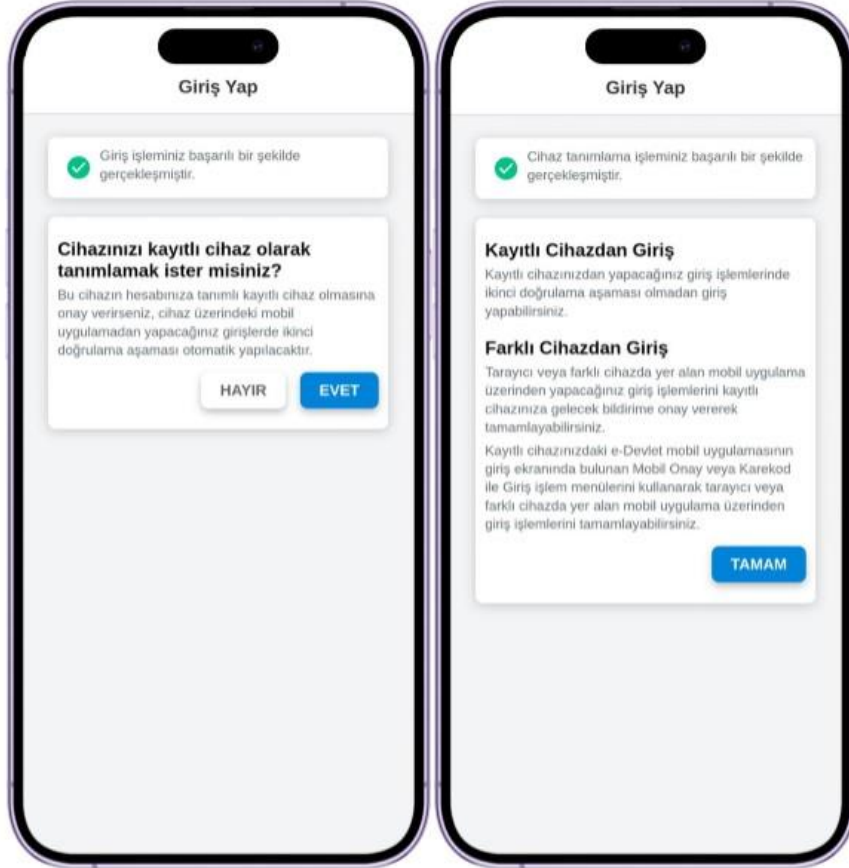 Giriş Yap
Giriş işleminiz başarılı bir şekilde
gerçekleşmiştir.
Cihazınızı kayıtlı cihaz olarak
tanımlamak ister misiniz?
Bu cihazın hesabınıza tanımlı kayıtlı cihaz olmasına
onay verirseniz, cihaz üzerindeki mobil
uygulamadan yapacağınız girişlerde ikinci
doğrulama aşaması otomatik yapılacaktır.
HAYIR
EVET
Giriş Yap
Cihaz tanımlama işleminiz başarılı bir şekilde
gerçekleşmiştir.
Kayıtlı Cihazdan Giriş
Kayıtlı cihazınızdan yapacağınız giriş işlemlerinde
ikinci doğrulama aşaması olmadan giriş
yapabilirsiniz.
Farklı Cihazdan Giriş
Tarayıcı veya farklı cihazda yer alan mobil uygulama
üzerinden yapacağınız giriş işlemlerini kayıtlı
cihazınıza gelecek bildirime onay vererek
tamamlayabilirsiniz.
Kayıtlı cihazınızdaki e-Devlet mobil uygulamasının
giriş ekranında bulunan Mobil Onay veya Karekod
ile Giriş işlem menülerini kullanarak tarayıcı veya
farklı cihazda yer alan mobil uygulama üzerinden
giriş işlemlerini tamamlayabilirsiniz.
TAMAM